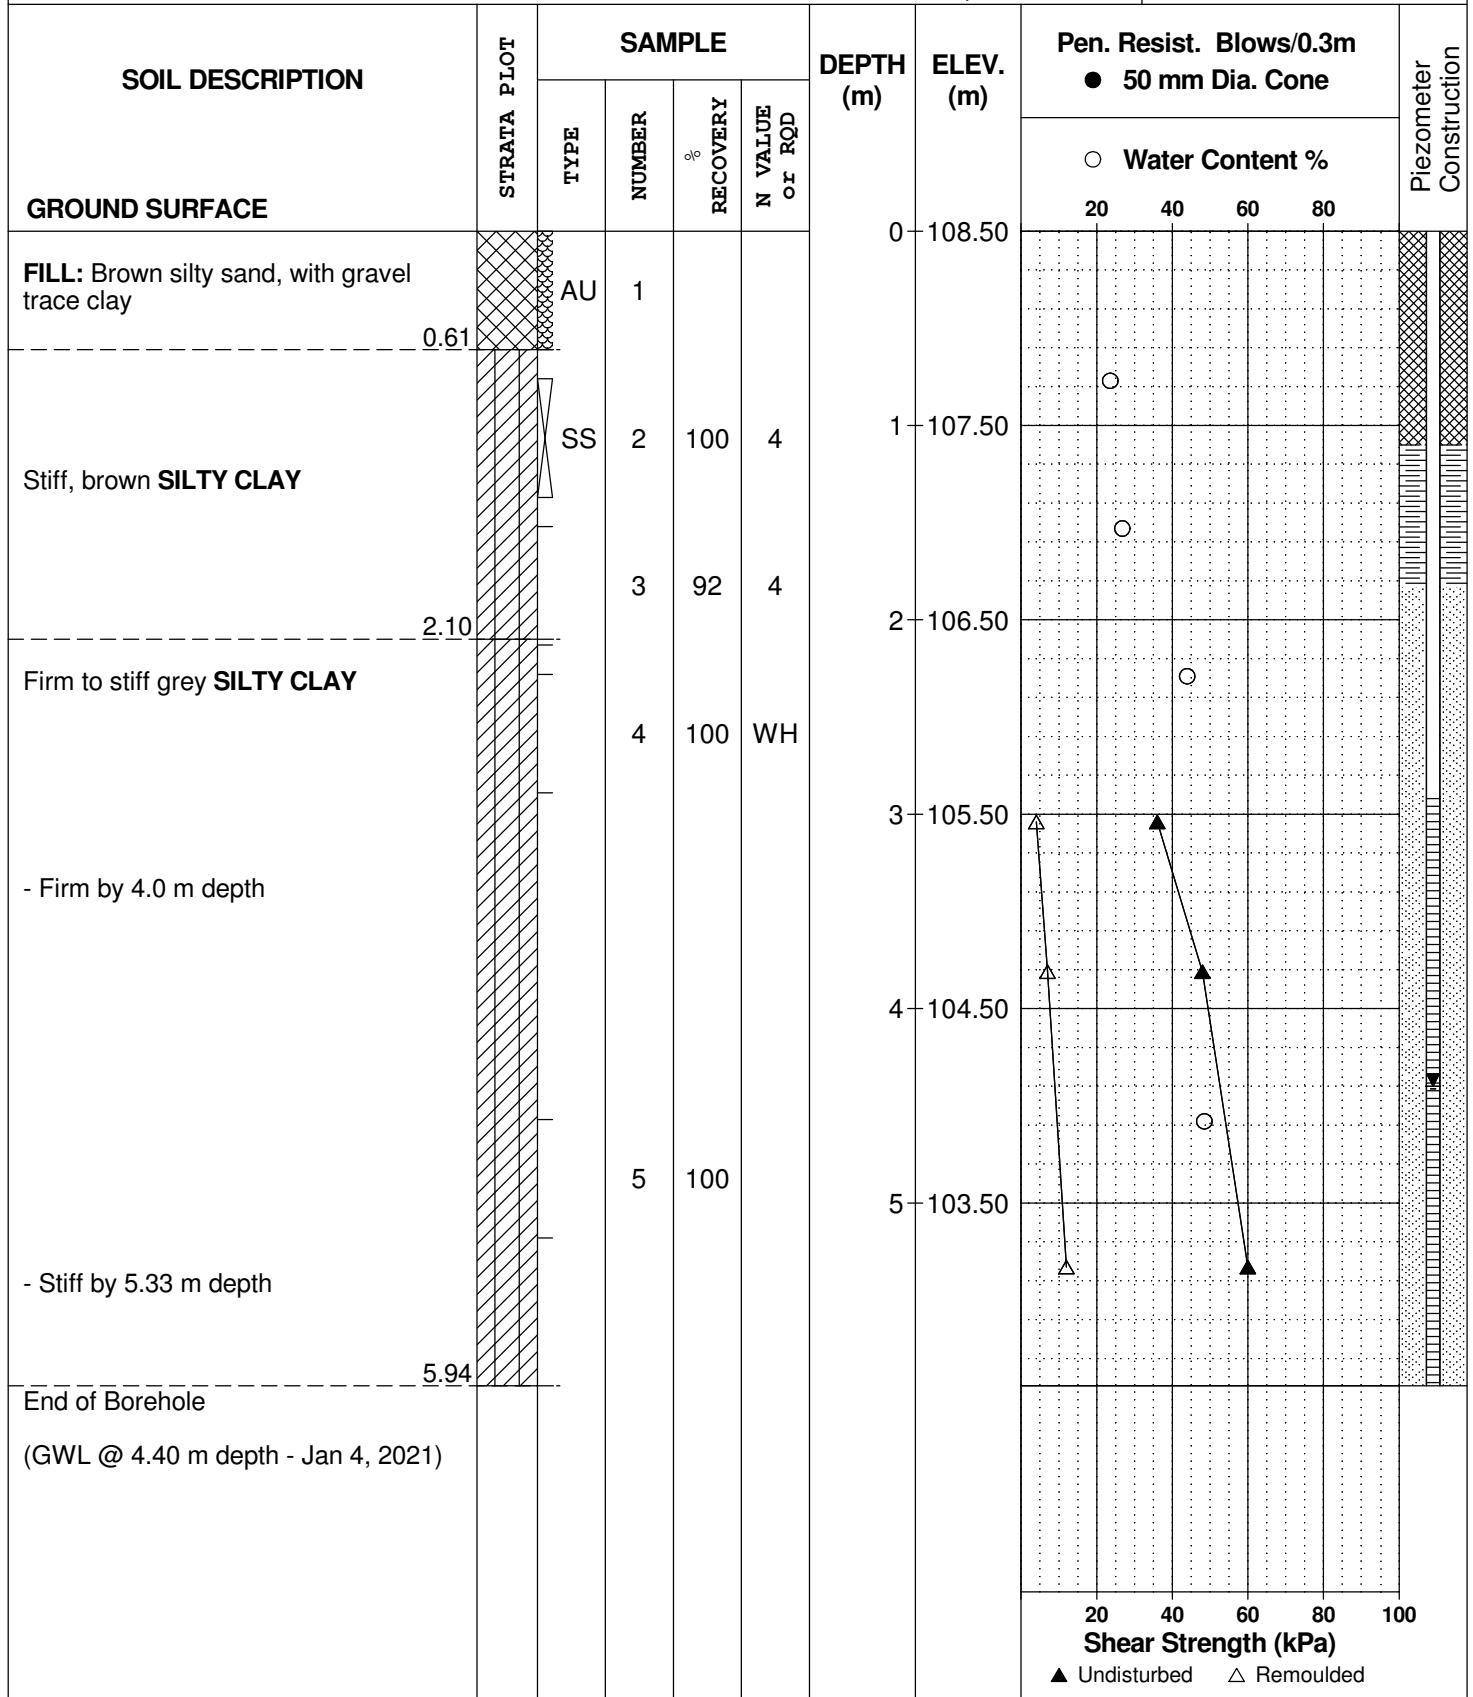 SOIL DESCRIPTION
GROUND SURFACE
STRATA PLOT
SAMPLE
TYPE
NUMBER
%
RECOVERY
N VALUE
or RQD
DEPTH
(m)
ELEV.
(m)
Pen. Resist. Blows/0.3m
● 50 mm Dia. Cone
○ Water Content %
20 40 60 80
Piezometer
Construction
0 108.50
FILL: Brown silty sand, with gravel
trace clay
0.61
AU 1
1 107.50
SS 2 100 4
Stiff, brown SILTY CLAY
3 92 4
2.10
2 106.50
Firm to stiff grey SILTY CLAY
4 100 WH
3 105.50
- Firm by 4.0 m depth
4 104.50
5 100
5 103.50
- Stiff by 5.33 m depth
5.94
End of Borehole
(GWL @ 4.40 m depth - Jan 4, 2021)
20 40 60 80 100
Shear Strength (kPa)
▲ Undisturbed △ Remoulded